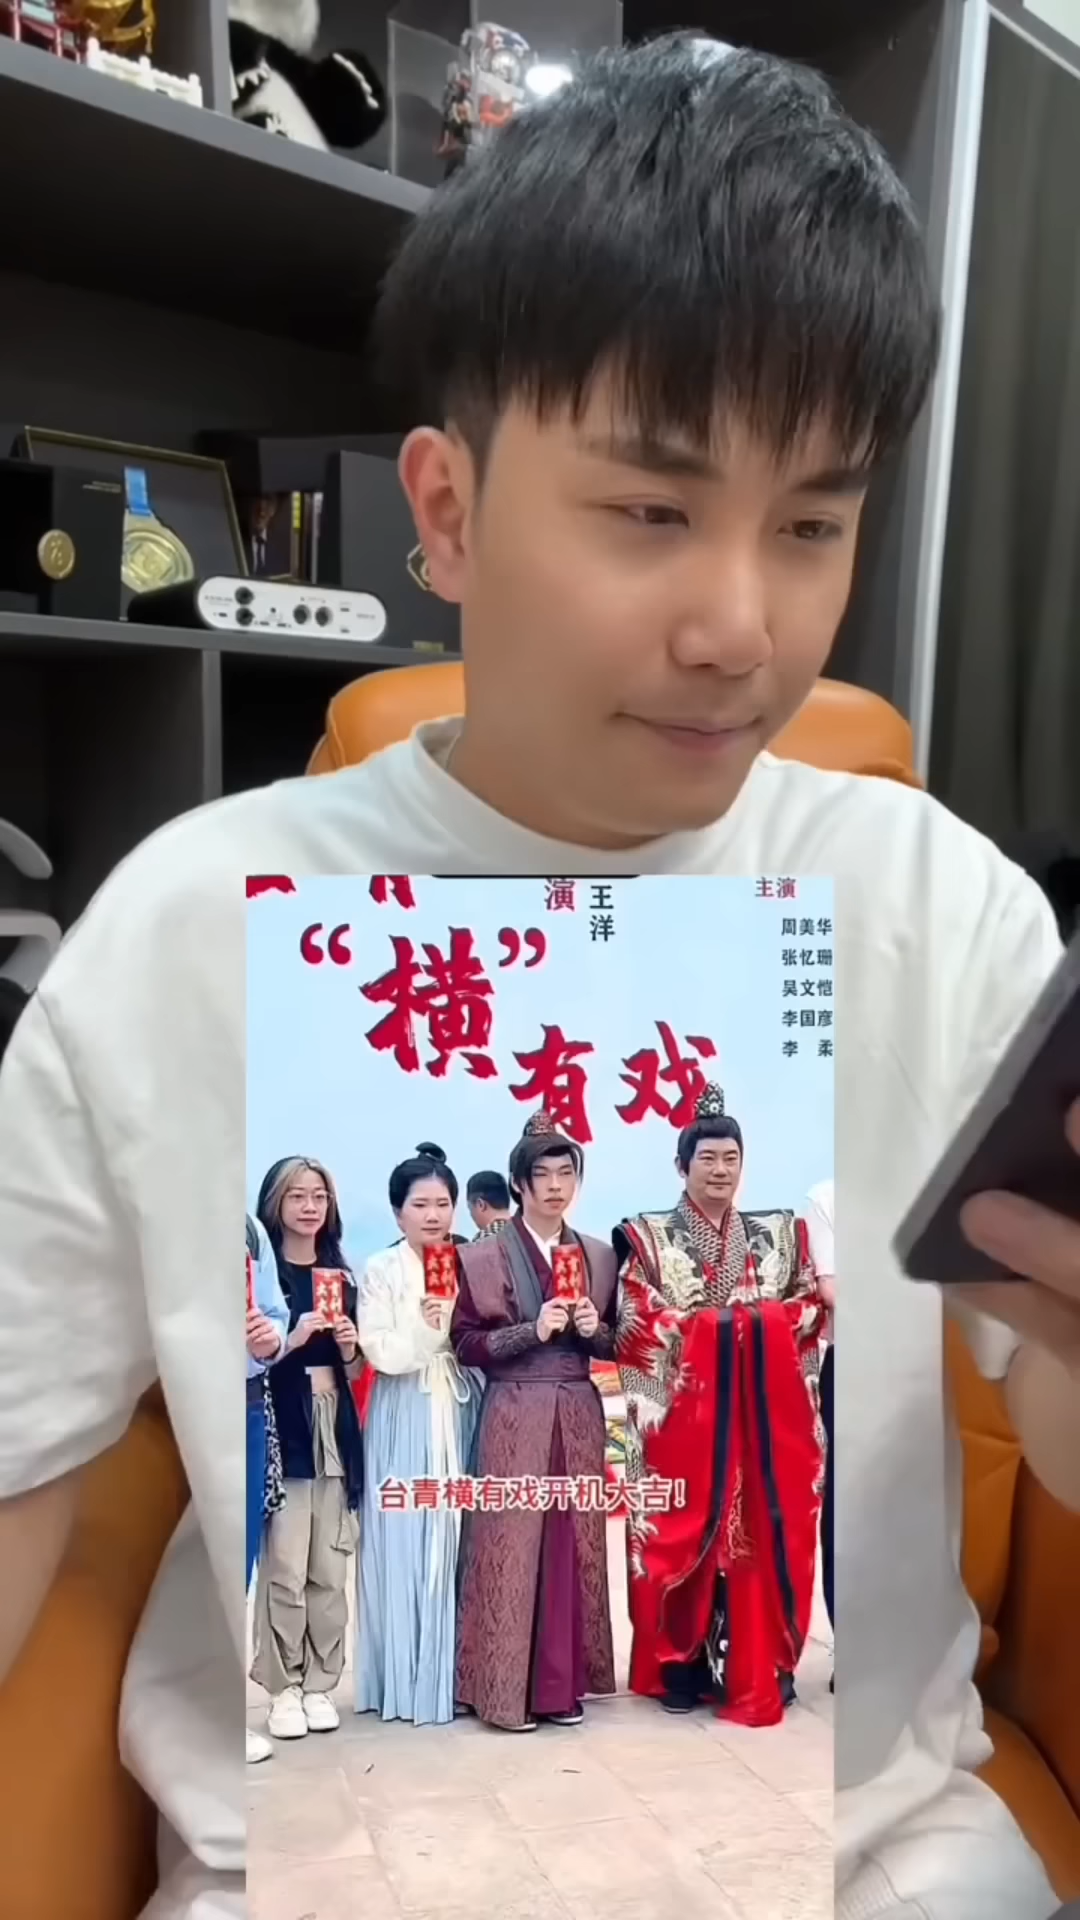 演 王洋
主演
周美华
张忆珊
吴文恺
李国彦
李 柔
“横”
有戏
台青横有戏开机大吉!